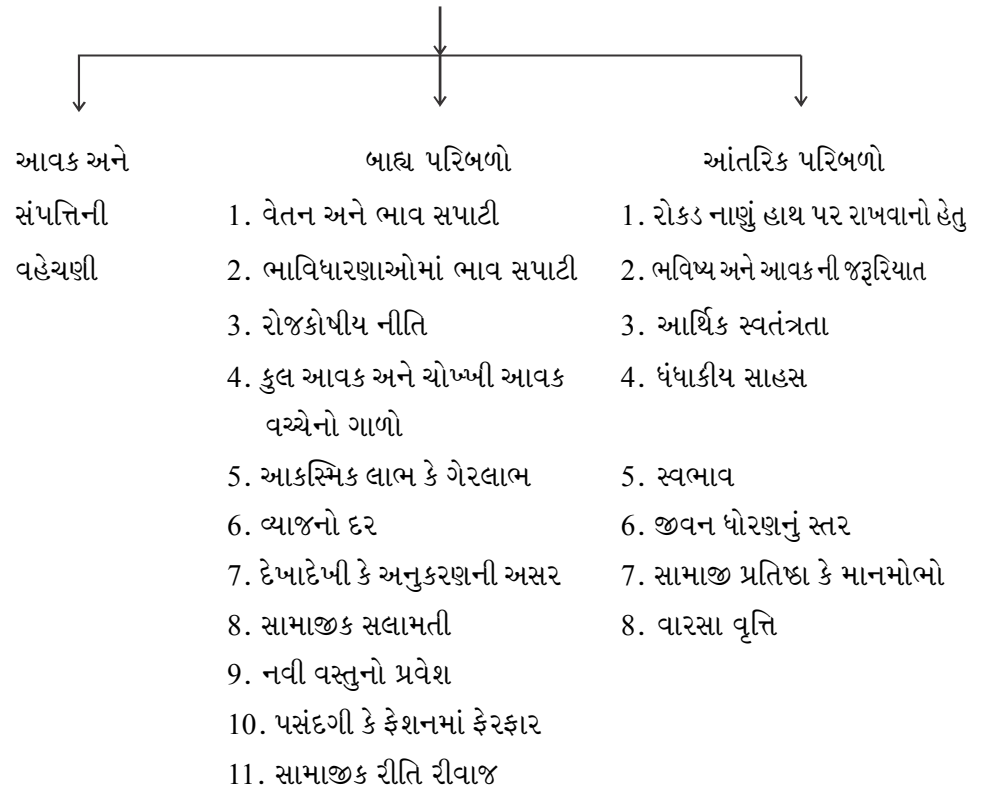 આવક અને
સંપત્તિની
વહેચણી
બાહ્ય પરિબળો
1. વેતન અને ભાવ સપાટી
2. ભાવિધારણાઓમાં ભાવ સપાટી
3. રોજકોષીય નીતિ
4. કુલ આવક અને ચોખ્ખી આવક
વચ્ચેનો ગાળો
5. આકસ્મિક લાભ કે ગેરલાભ
6. વ્યાજનો દર
7. દેખાદેખી કે અનુકરણની અસર
8. સામાજીક સલામતી
9. નવી વસ્તુનો પ્રવેશ
10. પસંદગી કે ફેશનમાં ફેરફાર
11. સામાજીક રીતિ રીવાજ
આંતરિક પરિબળો
1. રોકડ નાણું હાથ પર રાખવાનો હેતુ
2. ભવિષ્ય અને આવકની જરૂરિયાત
3. આર્થિક સ્વતંત્રતા
4. ધંધાકીય સાહસ
5. સ્વભાવ
6. જીવન ધોરણનું સ્તર
7. સામાજી પ્રતિષ્ઠા કે માનમોભો
8. વારસા વૃત્તિ